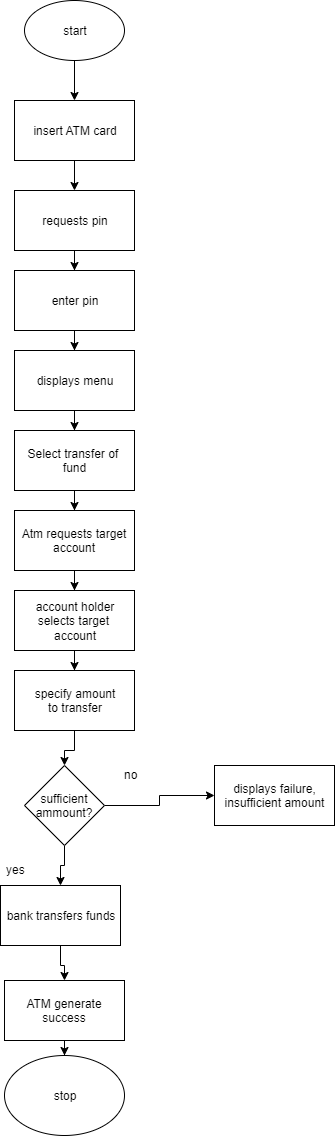 start
insert ATM card
requests pin
enter pin
displays menu
Select transfer of
fund
Atm requests target
account
account holder
selects target
account
specify amount
to transfer
sufficient
ammount?
no
displays failure,
insufficient amount
yes
bank transfers funds
ATM generate
success
stop